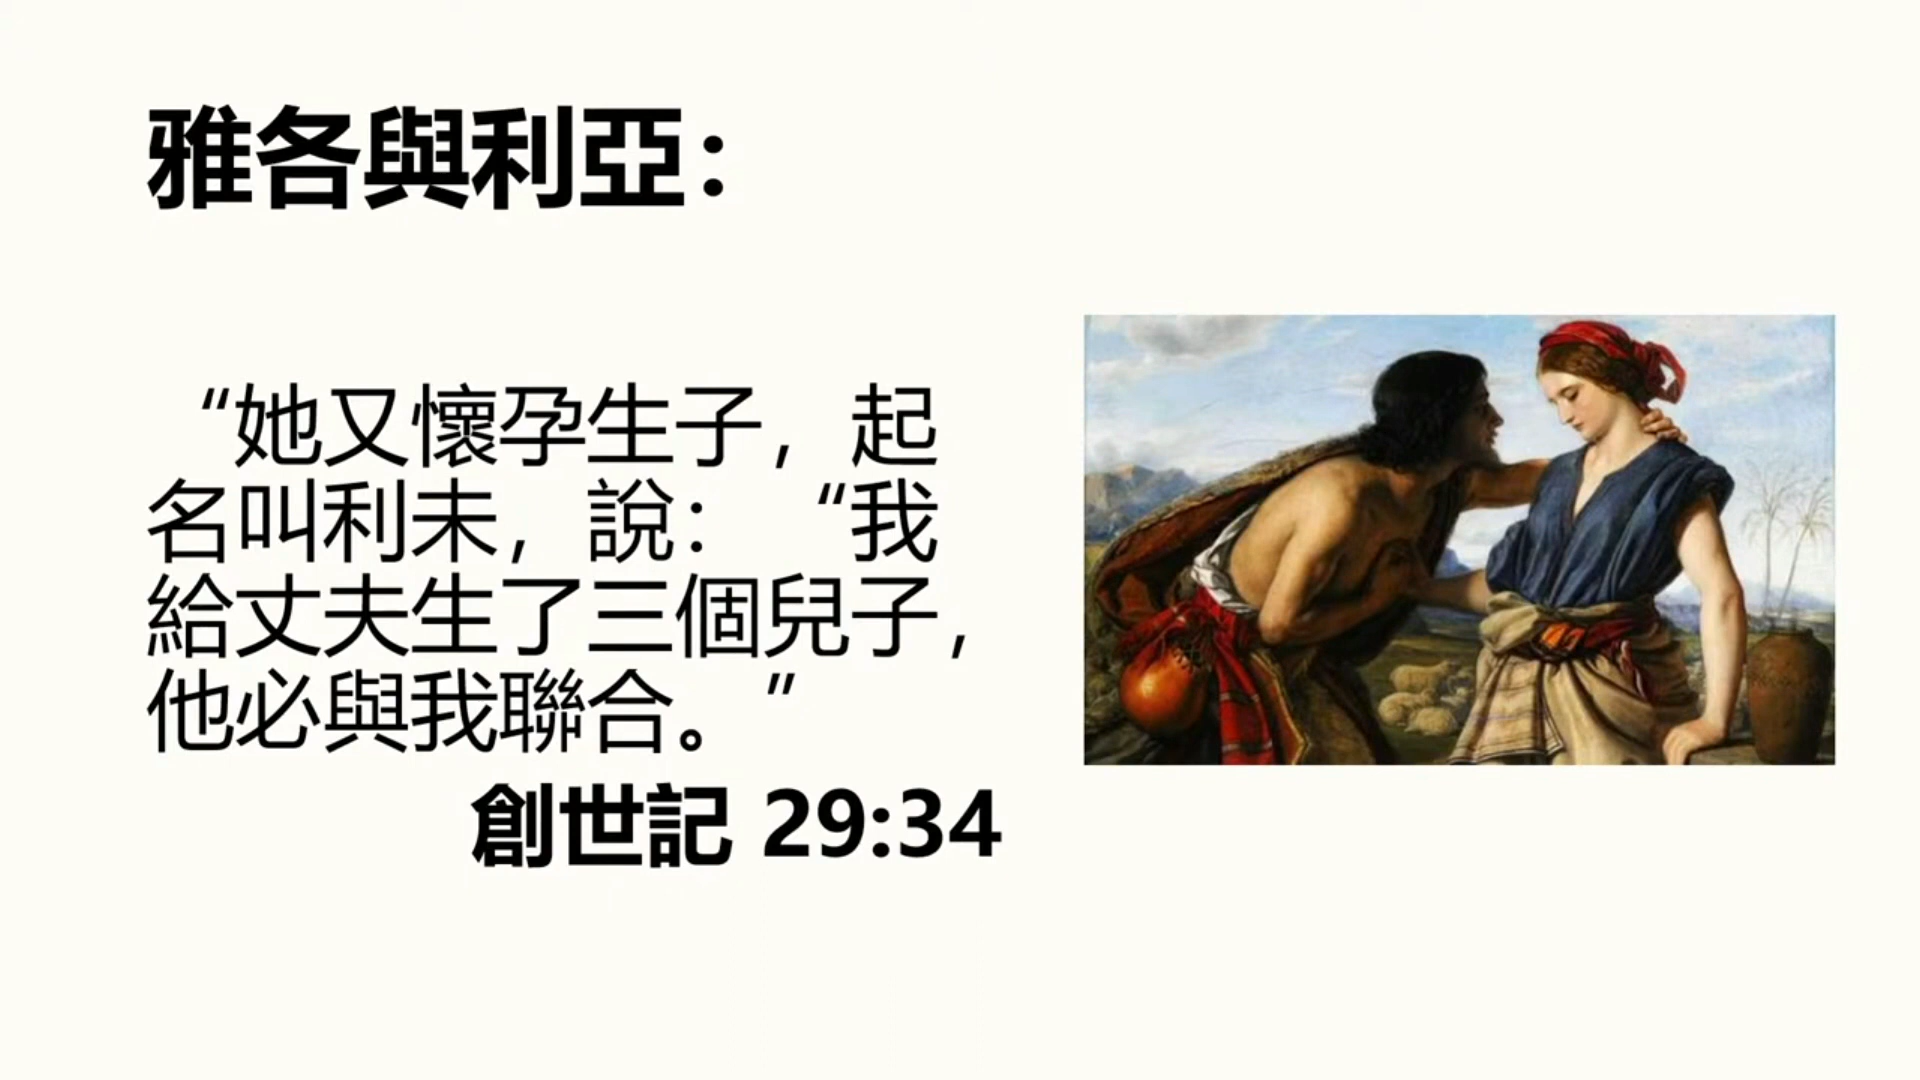 雅各與利亞：
“她又懷孕生子，起
名叫利未，說：“我
給丈夫生了三個兒子，
他必與我聯合。”
創世記 29:34